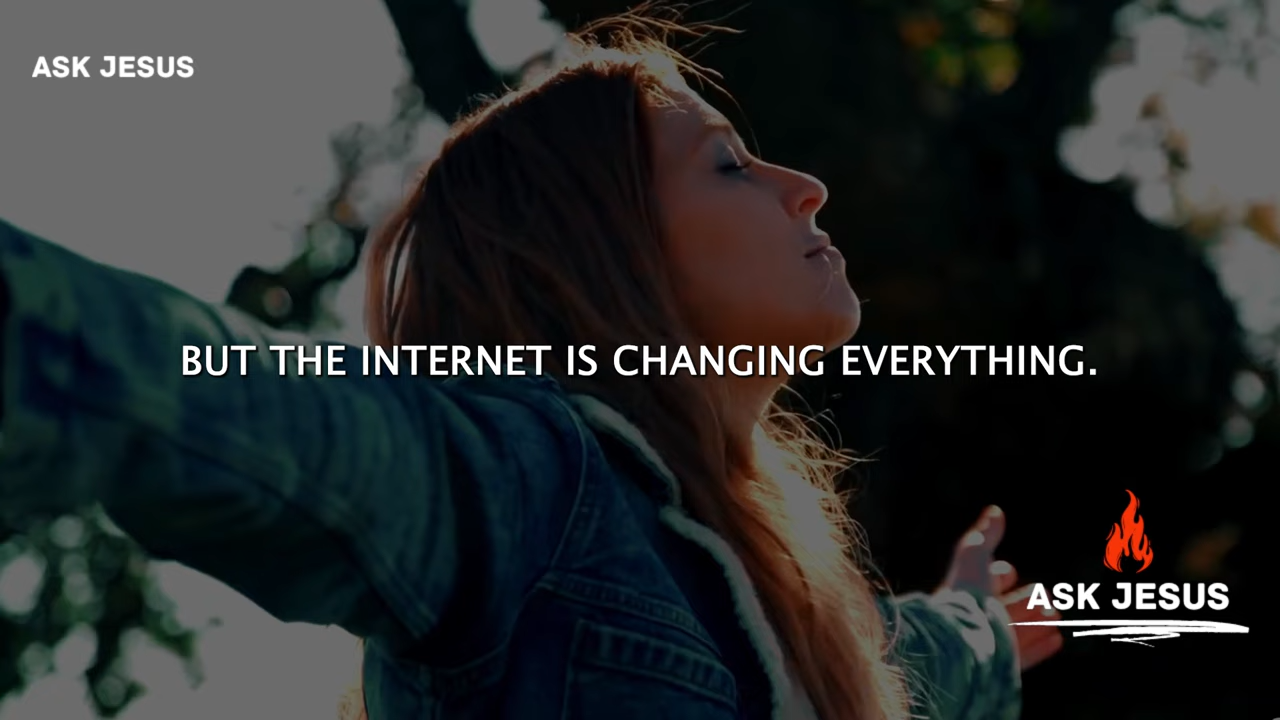 ASK JESUS
BUT THE INTERNET IS CHANGING EVERYTHING.
ASK JESUS